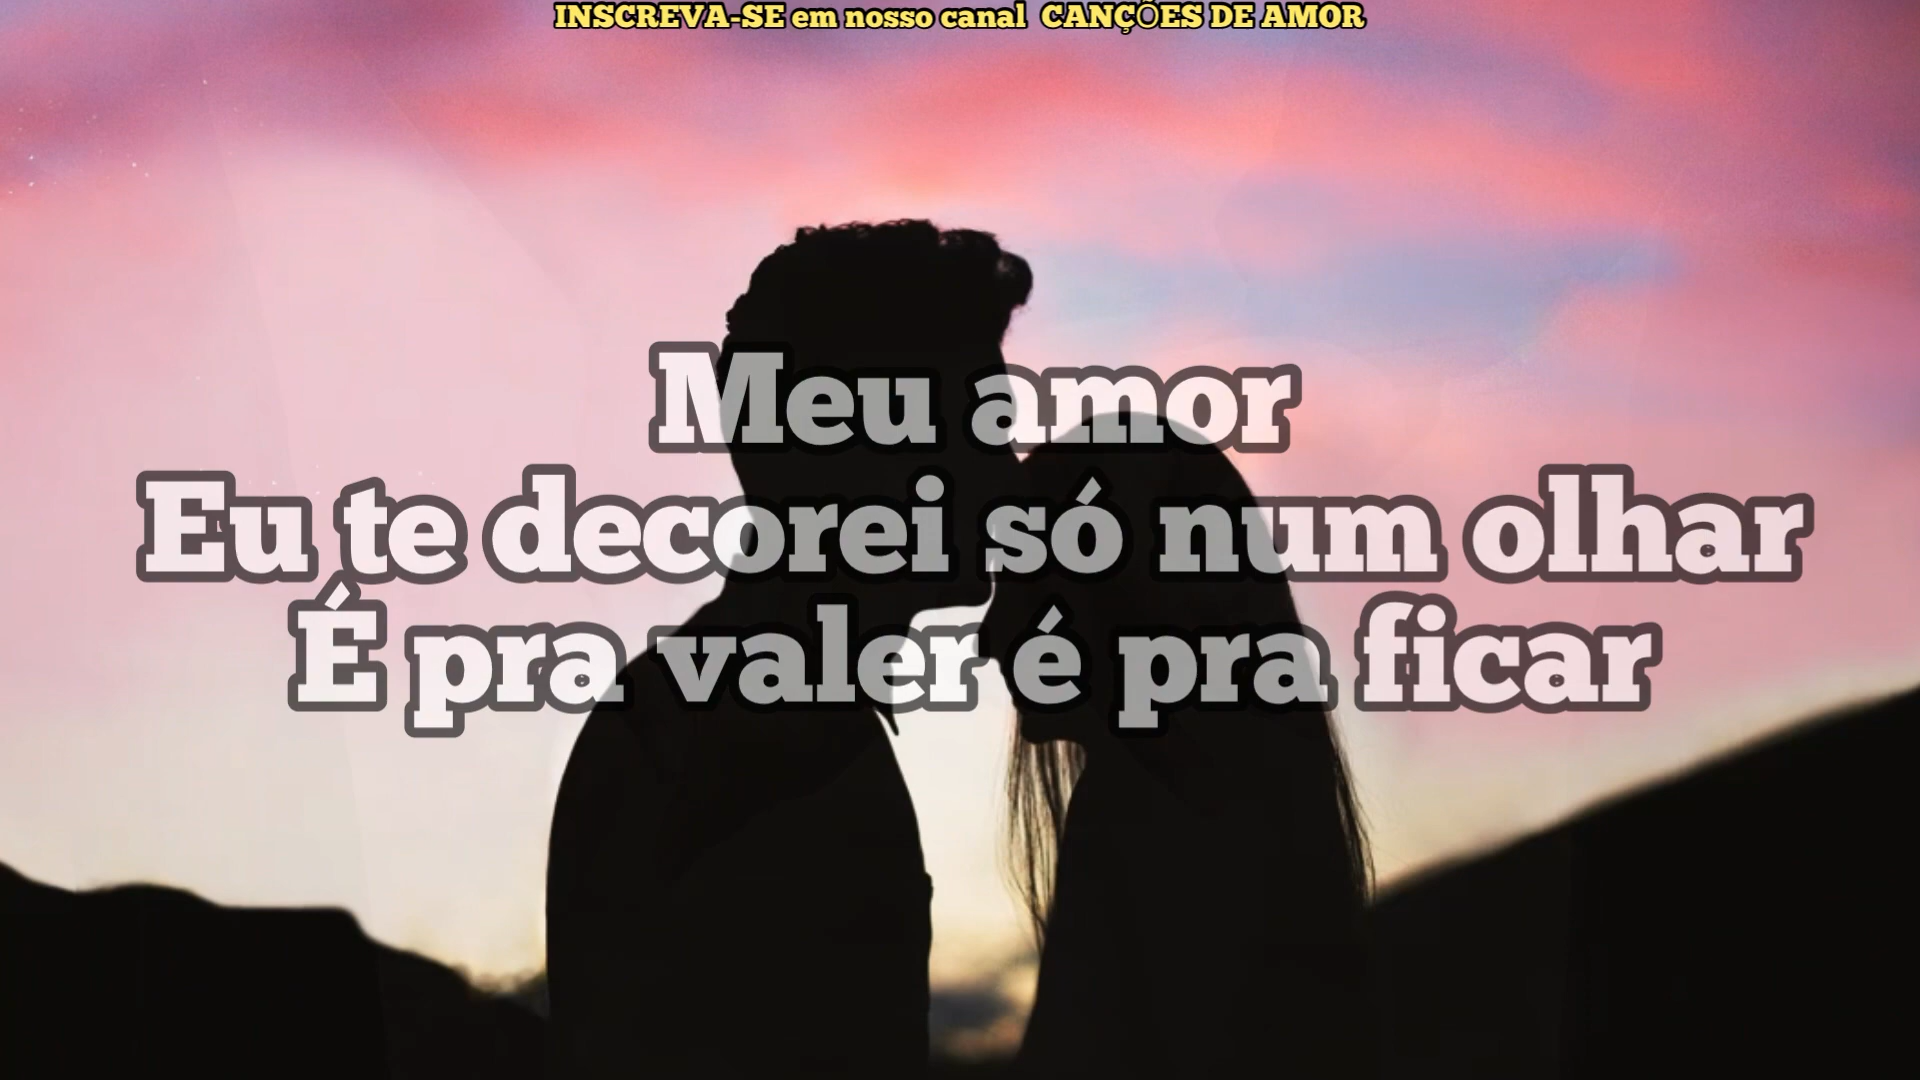 INSCREVA-SE em nosso canal CANÇÕES DE AMOR
Meu amor
Eu te decorei só num olhar
É pra valer é pra ficar